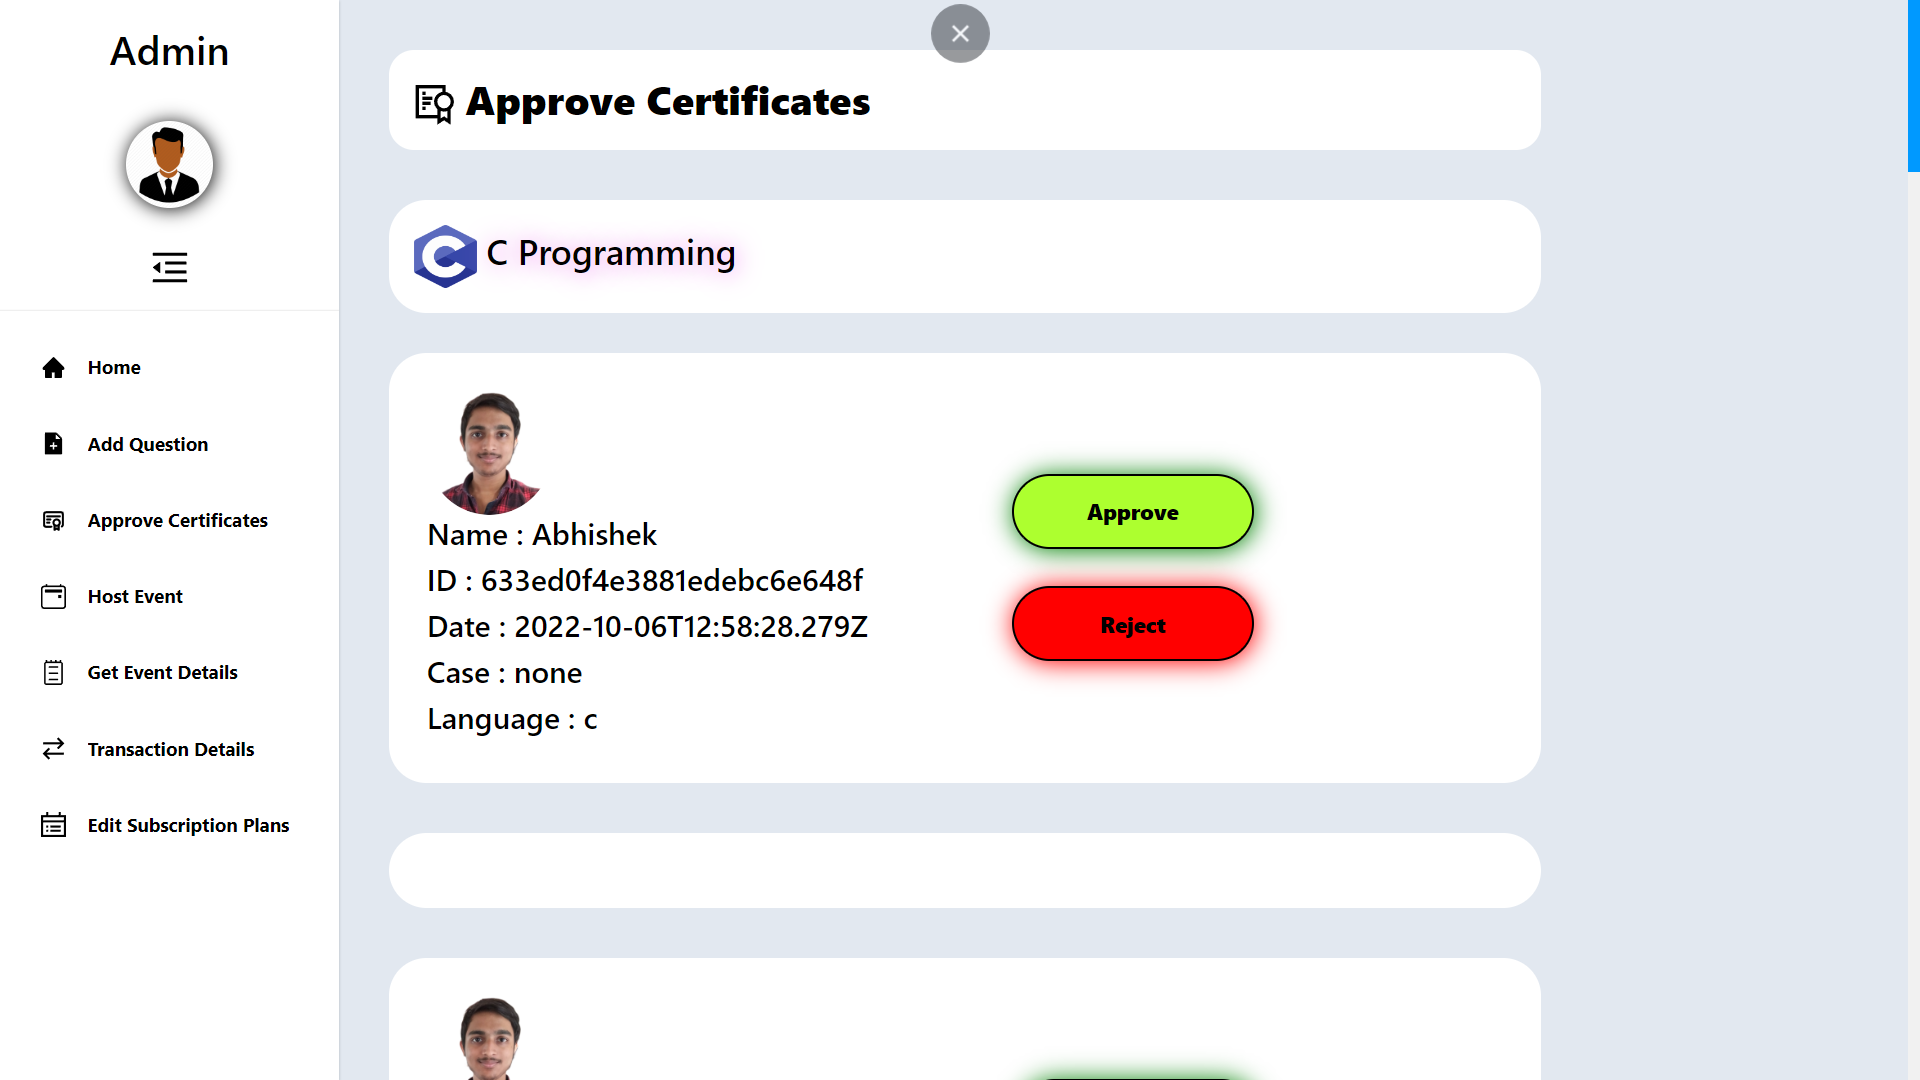 Admin
Home
Add Question
Approve Certificates
Host Event
Get Event Details
Transaction Details
Edit Subscription Plans
Approve Certificates
C Programming
Name : Abhishek
ID : 633ed0f4e3881edebc6e648f
Date : 2022-10-06T12:58:28.279Z
Case : none
Language : c
Approve
Reject